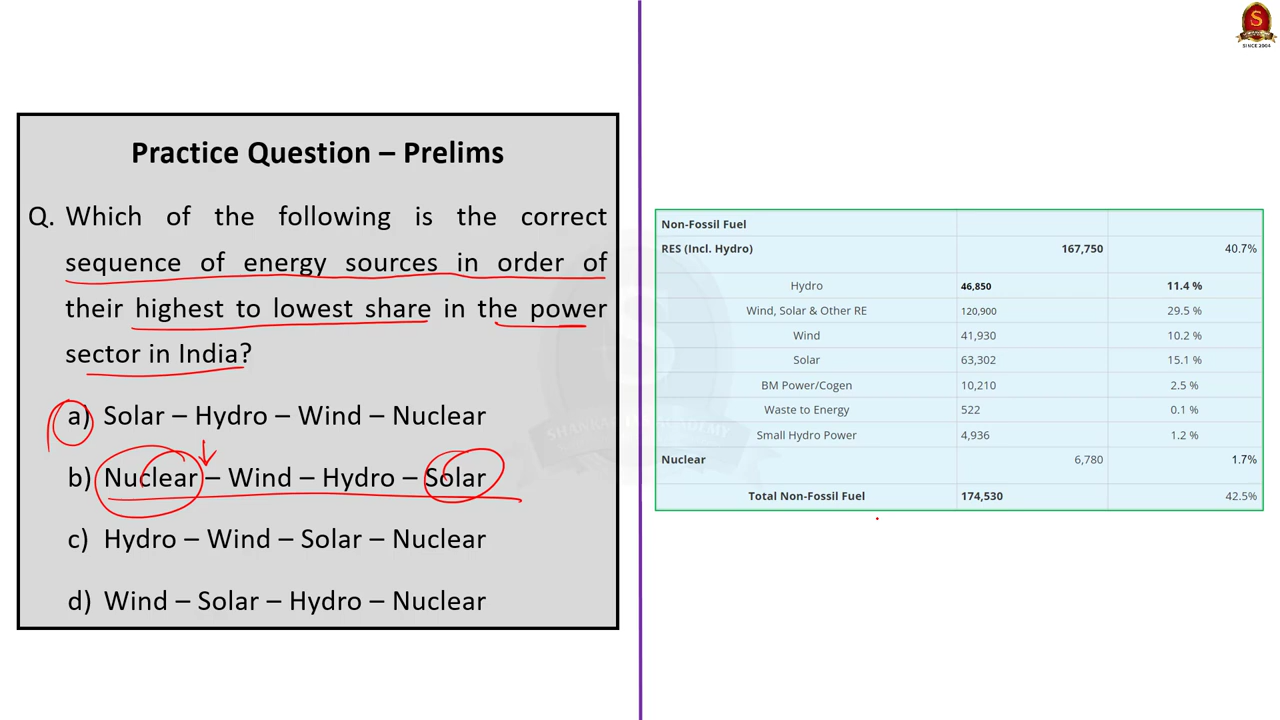 S
SINCE 2004
Practice Question – Prelims
Q. Which of the following is the correct
sequence of energy sources in order of
their highest to lowest share in the power
sector in India?
a) Solar – Hydro – Wind – Nuclear
b) Nuclear – Wind – Hydro – Solar
c) Hydro – Wind – Solar – Nuclear
d) Wind – Solar – Hydro – Nuclear
Non-Fossil Fuel
RES (Incl. Hydro) 167,750 40.7%
Hydro 46,850 11.4 %
Wind, Solar & Other RE 120,900 29.5 %
Wind 41,930 10.2 %
Solar 63,302 15.1 %
BM Power/Cogen 10,210 2.5 %
Waste to Energy 522 0.1 %
Small Hydro Power 4,936 1.2 %
Nuclear 6,780 1.7%
Total Non-Fossil Fuel 174,530 42.5%